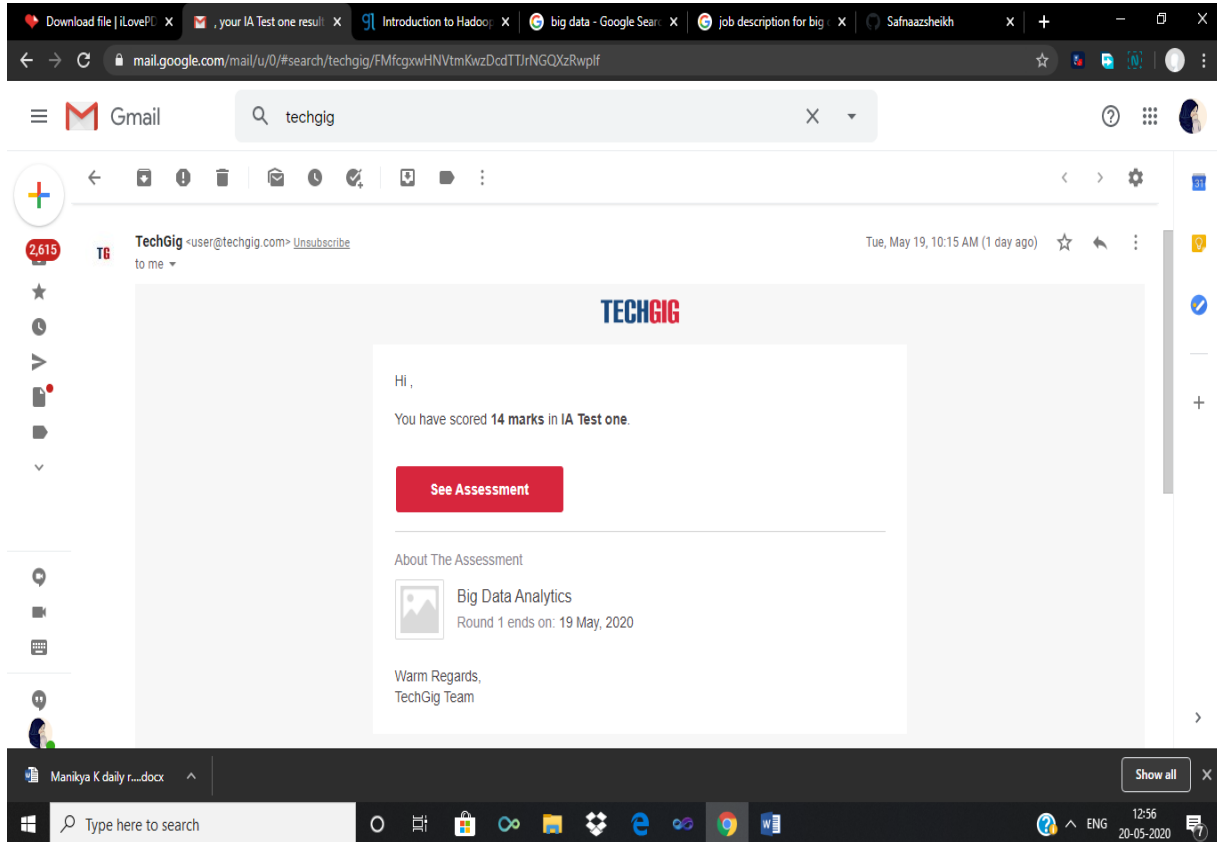 Download file | iLovePD
, your IA Test one result
Introduction to Hadoop
big data - Google Searc
job description for big
Safnaazsheikh
mail.google.com/mail/u/0/#search/techgig/FMfcgxwHNVtmKwzDcdTTJrNGQXzRwplf
Gmail
techgig
31
2,615
TG
TechGig <user@techgig.com> Unsubscribe
Tue, May 19, 10:15 AM (1 day ago)
to me
TECHGIG
Hi ,
You have scored 14 marks in IA Test one.
See Assessment
About The Assessment
Big Data Analytics
Round 1 ends on: 19 May, 2020
Warm Regards,
TechGig Team
Manikya K daily r....docx
Show all
Type here to search
ENG
12:56
20-05-2020
7